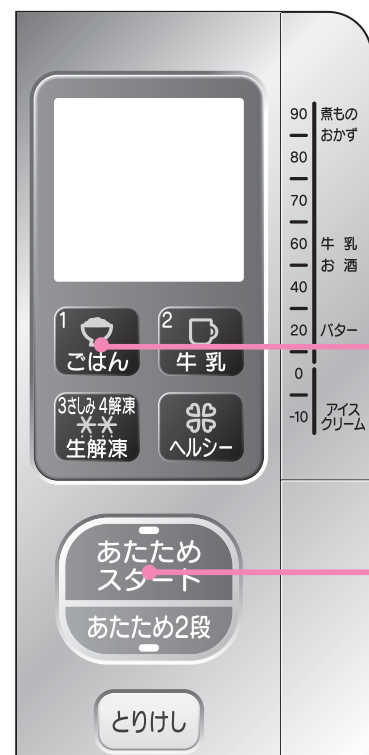 1
ごはん
2
牛 乳
3さしみ 4解凍
生解凍
ヘルシー
あたため
スタート
あたため2段
とりけし
90 煮もの
おかず
80
70
60 牛 乳
お 酒
40
20 バター
0
-10 アイス
クリーム